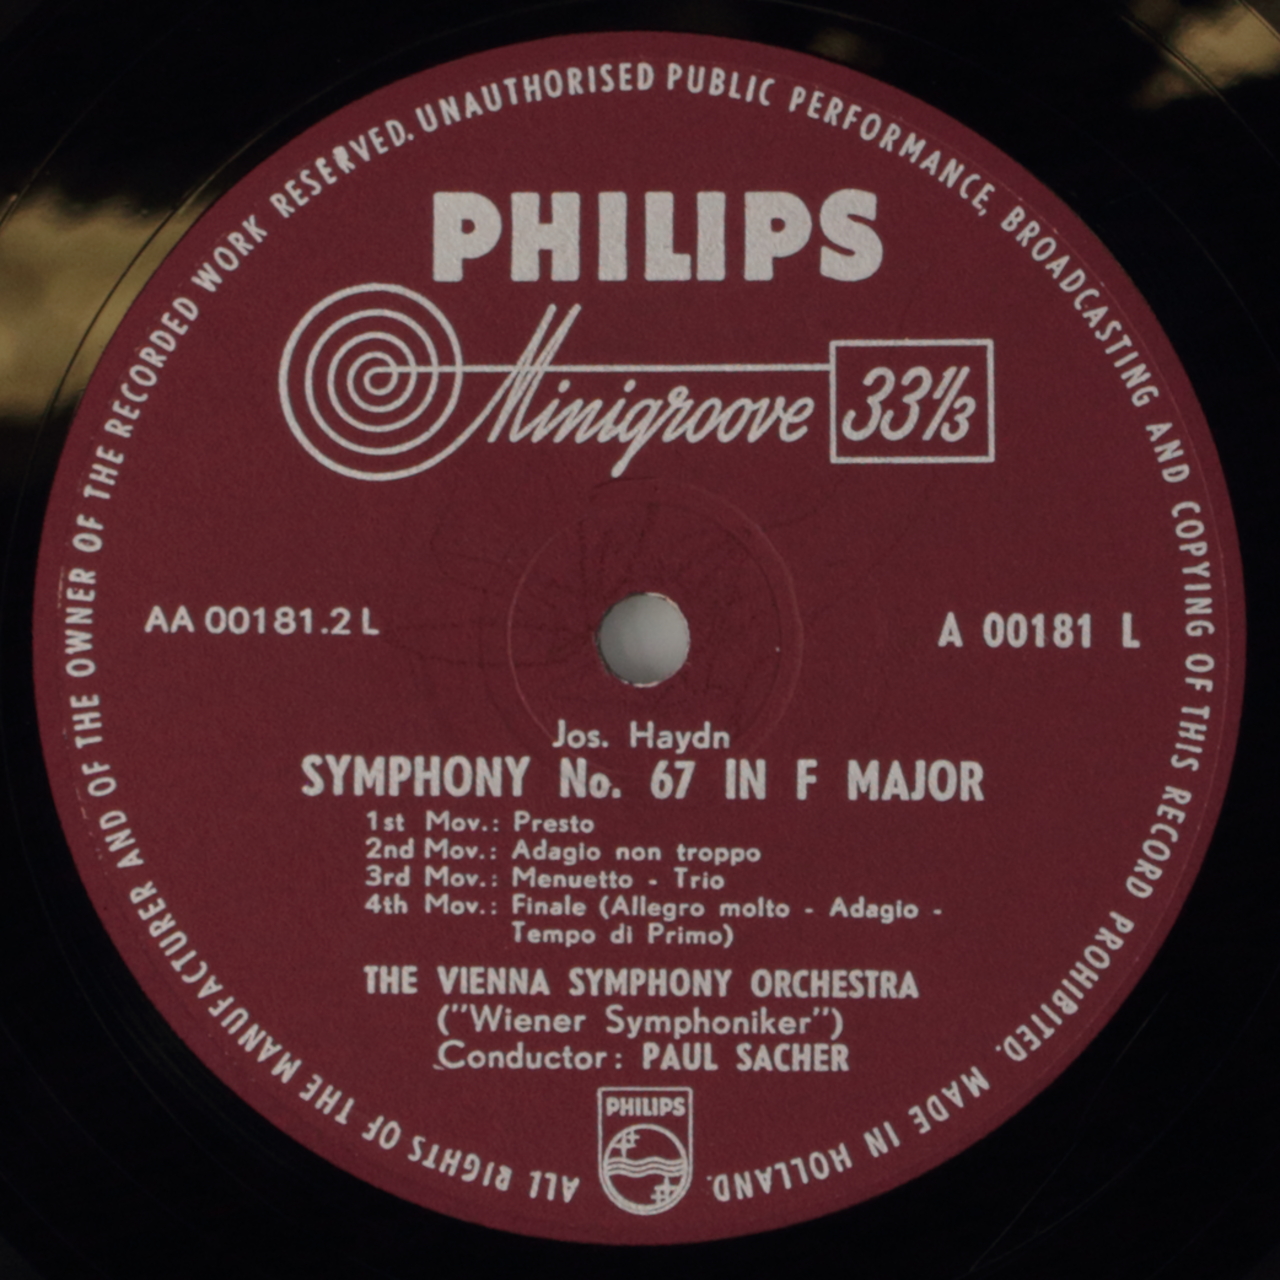 PHILIPS
Minigroove 33⅓
AA 00181.2 L
A 00181 L
Jos. Haydn
SYMPHONY No. 67 IN F MAJOR
1st Mov.: Presto
2nd Mov.: Adagio non troppo
3rd Mov.: Menuetto - Trio
4th Mov.: Finale (Allegro molto - Adagio -
Tempo di Primo)
THE VIENNA SYMPHONY ORCHESTRA
("Wiener Symphoniker")
Conductor: PAUL SACHER
PHILIPS
ALL RIGHTS OF THE MANUFACTURER AND OF THE OWNER OF THE RECORDED WORK RESERVED. UNAUTHORISED PUBLIC PERFORMANCE, BROADCASTING AND COPYING OF THIS RECORD PROHIBITED. MADE IN HOLLAND.